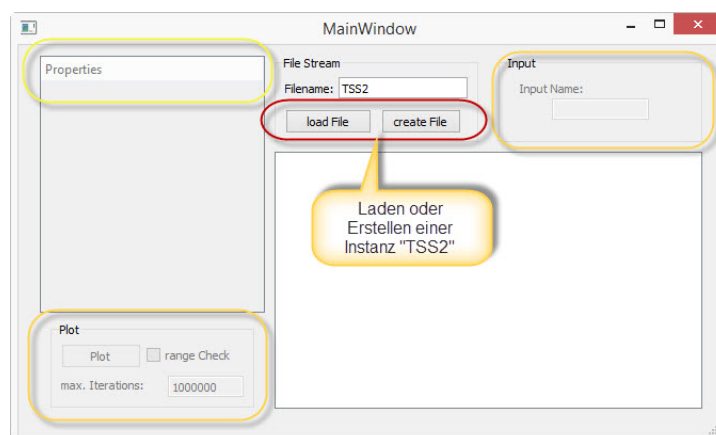 MainWindow
Properties
File Stream
Filename: TSS2
load File create File
Input
Input Name:
Laden oder
Erstellen einer
Instanz "TSS2"
Plot
Plot range Check
max. Iterations: 1000000